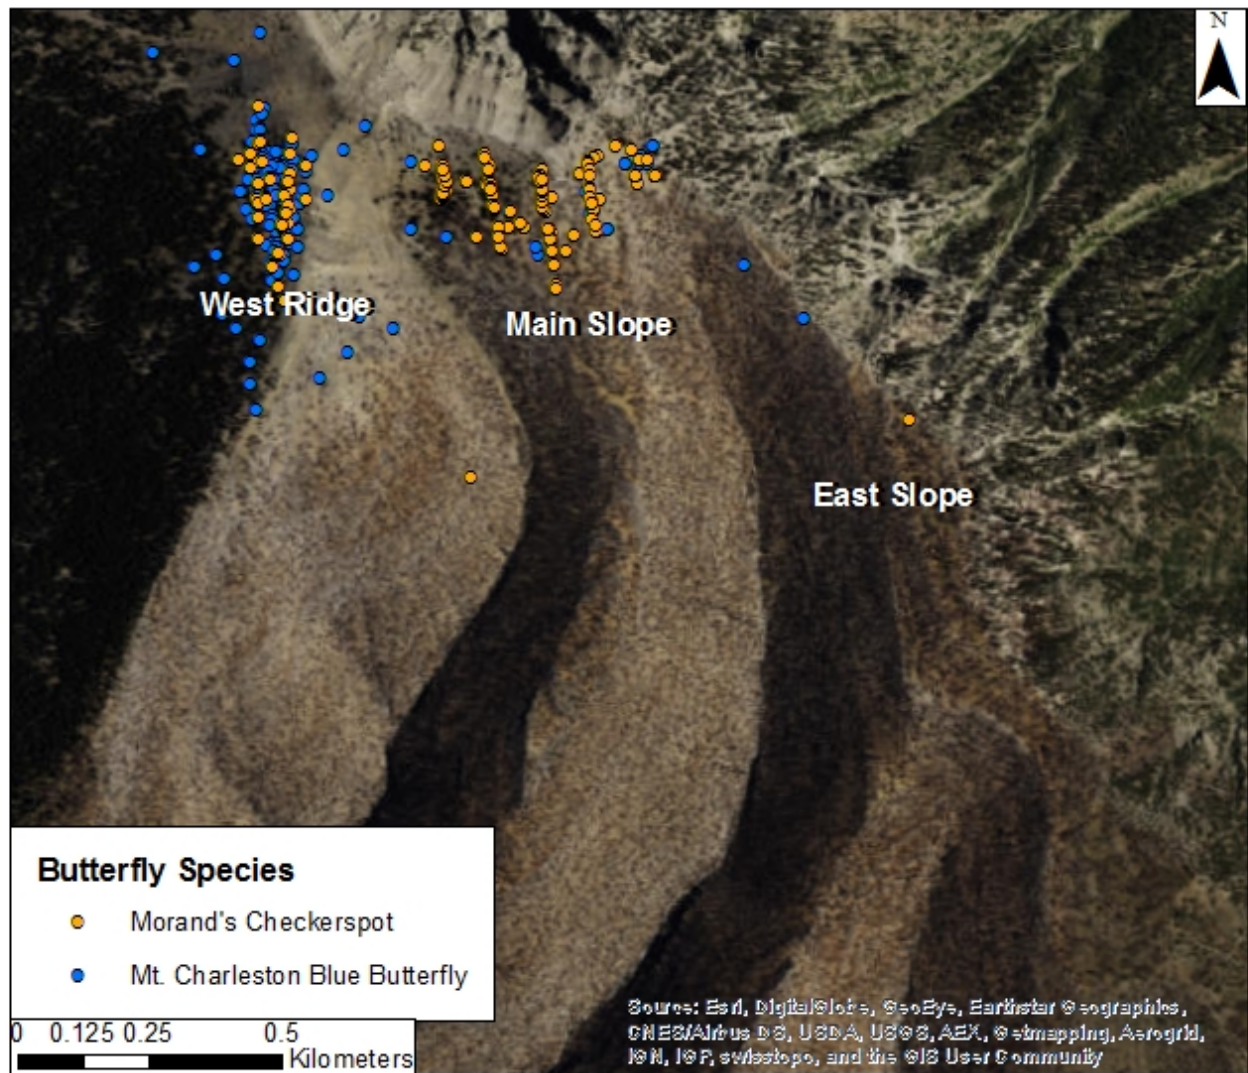 N
West Ridge
Main Slope
East Slope
Butterfly Species
Morand's Checkerspot
Mt. Charleston Blue Butterfly
0 0.125 0.25 0.5
Kilometers
Source: Esri, DigitalGlobe, GeoEye, Earthstar Geographics,
CNES/Airbus DS, USDA, USGS, AEX, Getmapping, Aerogrid,
IGN, IGP, swisstopo, and the GIS User Community